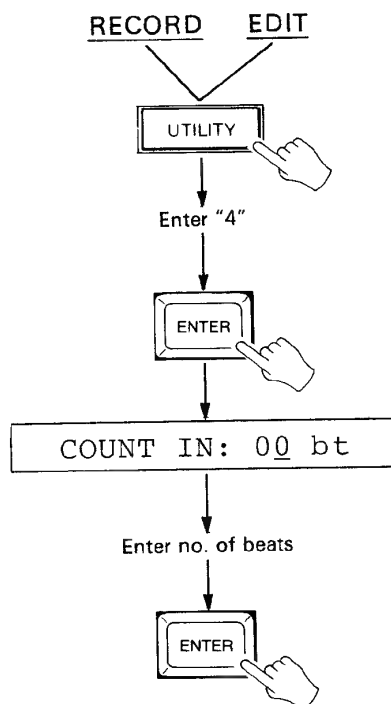 RECORD EDIT
UTILITY
Enter "4"
ENTER
COUNT IN: 00 bt
Enter no. of beats
ENTER